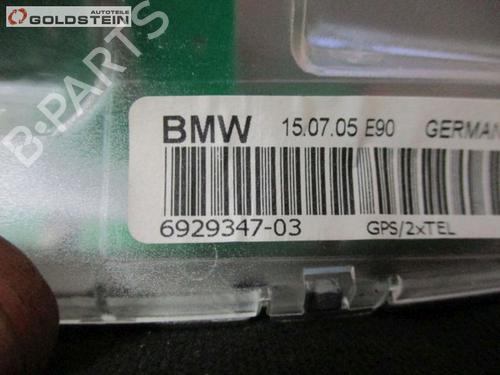 AUTOTEILE
GOLDSTEIN
B-PARTS
BMW 15.07.05 E90 GERMAN
6929347-03 GPS/2xTEL